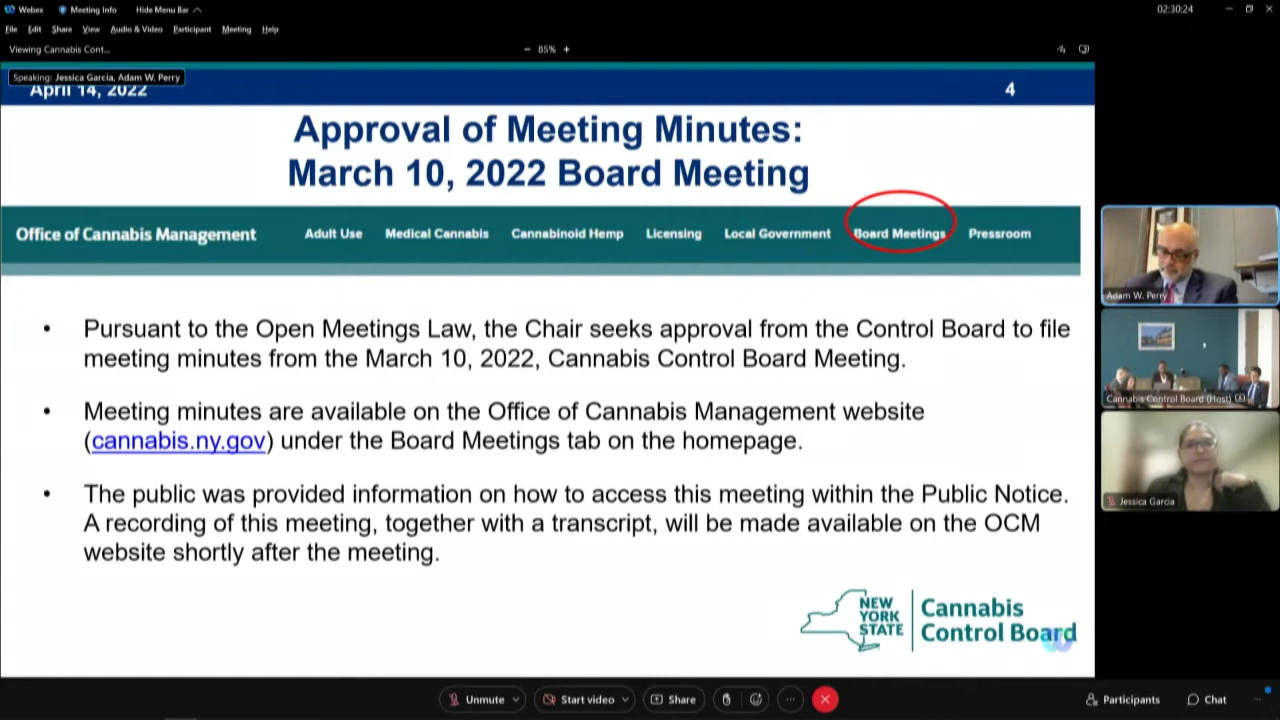 Webex
Meeting Info
Hide Menu Bar
02:30:24
File Edit Share View Audio & Video Participant Meeting Help
Viewing Cannabis Cont...
85%
Speaking: Jessica Garcia, Adam W. Perry
April 14, 2022
4
Approval of Meeting Minutes:
March 10, 2022 Board Meeting
Office of Cannabis Management Adult Use Medical Cannabis Cannabinoid Hemp Licensing Local Government Board Meetings Pressroom
• Pursuant to the Open Meetings Law, the Chair seeks approval from the Control Board to file
meeting minutes from the March 10, 2022, Cannabis Control Board Meeting.
• Meeting minutes are available on the Office of Cannabis Management website
(cannabis.ny.gov) under the Board Meetings tab on the homepage.
• The public was provided information on how to access this meeting within the Public Notice.
A recording of this meeting, together with a transcript, will be made available on the OCM
website shortly after the meeting.
NEW
YORK
STATE
Cannabis
Control Board
Adam W. Perry
Cannabis Control Board (Host)
Jessica Garcia
Unmute
Start video
Share
Participants
Chat